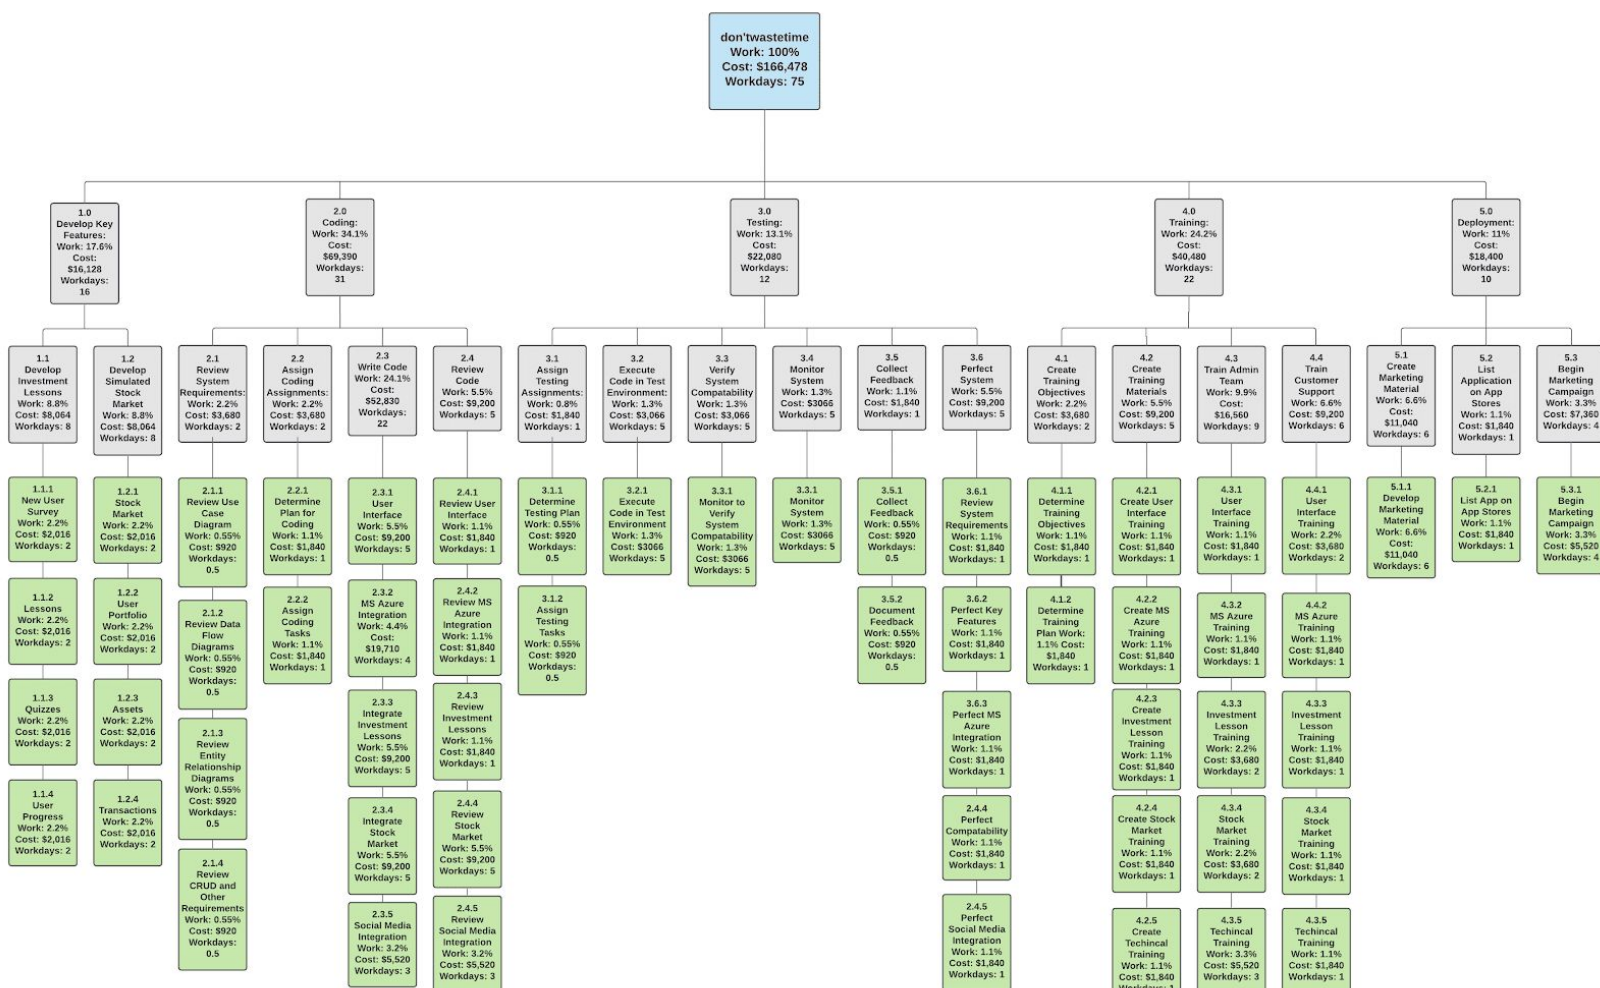 don'twastetime
Work: 100%
Cost: $166,478
Workdays: 75
1.0
Develop Key
Features:
Work: 17.6%
Cost:
$16,128
Workdays:
16
2.0
Coding:
Work: 34.1%
Cost:
$69,390
Workdays:
31
3.0
Testing:
Work: 13.1%
Cost:
$22,080
Workdays:
12
4.0
Training:
Work: 24.2%
Cost:
$40,480
Workdays:
22
5.0
Deployment:
Work: 11%
Cost:
$18,400
Workdays:
10
1.1
Develop
Investment
Lessons
Work: 8.8%
Cost: $8,064
Workdays: 8
1.2
Develop
Simulated
Stock
Market
Work: 8.8%
Cost: $8,064
Workdays: 8
2.1
Review
System
Requirements:
Work: 2.2%
Cost: $3,680
Workdays: 2
2.2
Assign
Coding
Assignments:
Work: 2.2%
Cost: $3,680
Workdays: 2
2.3
Write Code
Work: 24.1%
Cost:
$52,830
Workdays:
22
2.4
Review
Code
Work: 5.5%
Cost: $9,200
Workdays: 5
3.1
Assign
Testing
Assignments:
Work: 0.8%
Cost: $1,840
Workdays: 1
3.2
Execute
Code in Test
Environment:
Work: 1.3%
Cost: $3,066
Workdays: 5
3.3
Verify
System
Compatability
Work: 1.3%
Cost: $3,066
Workdays: 5
3.4
Monitor
System
Work: 1.3%
Cost: $3066
Workdays: 5
3.5
Collect
Feedback
Work: 1.1%
Cost: $1,840
Workdays: 1
3.6
Perfect
System
Work: 5.5%
Cost: $9,200
Workdays: 5
4.1
Create
Training
Objectives
Work: 2.2%
Cost: $3,680
Workdays: 2
4.2
Create
Training
Materials
Work: 5.5%
Cost: $9,200
Workdays: 5
4.3
Train Admin
Team
Work: 9.9%
Cost:
$16,560
Workdays: 9
4.4
Train
Customer
Support
Work: 6.6%
Cost: $9,200
Workdays: 6
5.1
Create
Marketing
Material
Work: 6.6%
Cost:
$11,040
Workdays: 6
5.2
List
Application
on App
Stores
Work: 1.1%
Cost: $1,840
Workdays: 1
5.3
Begin
Marketing
Campaign
Work: 3.3%
Cost: $7,360
Workdays: 4
1.1.1
New User
Survey
Work: 2.2%
Cost: $2,016
Workdays: 2
1.1.2
Lessons
Work: 2.2%
Cost: $2,016
Workdays: 2
1.1.3
Quizzes
Work: 2.2%
Cost: $2,016
Workdays: 2
1.1.4
User
Progress
Work: 2.2%
Cost: $2,016
Workdays: 2
1.2.1
Stock
Market
Work: 2.2%
Cost: $2,016
Workdays: 2
1.2.2
User
Portfolio
Work: 2.2%
Cost: $2,016
Workdays: 2
1.2.3
Assets
Work: 2.2%
Cost: $2,016
Workdays: 2
1.2.4
Transactions
Work: 2.2%
Cost: $2,016
Workdays: 2
2.1.1
Review Use
Case
Diagram
Work: 0.55%
Cost: $920
Workdays:
0.5
2.1.2
Review Data
Flow
Diagrams
Work: 0.55%
Cost: $920
Workdays:
0.5
2.1.3
Review
Entity
Relationship
Diagrams
Work: 0.55%
Cost: $920
Workdays:
0.5
2.1.4
Review
CRUD and
Other
Requirements
Work: 0.55%
Cost: $920
Workdays:
0.5
2.2.1
Determine
Plan for
Coding
Work: 1.1%
Cost: $1,840
Workdays: 1
2.2.2
Assign
Coding
Tasks
Work: 1.1%
Cost: $1,840
Workdays: 1
2.3.1
User
Interface
Work: 5.5%
Cost: $9,200
Workdays: 5
2.3.2
MS Azure
Integration
Work: 4.4%
Cost:
$19,710
Workdays: 4
2.3.3
Integrate
Investment
Lessons
Work: 5.5%
Cost: $9,200
Workdays: 5
2.3.4
Integrate
Stock
Market
Work: 5.5%
Cost: $9,200
Workdays: 5
2.3.5
Social Media
Integration
Work: 3.2%
Cost: $5,520
Workdays: 3
2.4.1
Review User
Interface
Work: 1.1%
Cost: $1,840
Workdays: 1
2.4.2
Review MS
Azure
Integration
Work: 1.1%
Cost: $1,840
Workdays: 1
2.4.3
Review
Investment
Lessons
Work: 1.1%
Cost: $1,840
Workdays: 1
2.4.4
Review
Stock
Market
Work: 5.5%
Cost: $9,200
Workdays: 5
2.4.5
Review
Social Media
Integration
Work: 3.2%
Cost: $5,520
Workdays: 3
3.1.1
Determine
Testing Plan
Work: 0.55%
Cost: $920
Workdays:
0.5
3.1.2
Assign
Testing
Tasks
Work: 0.55%
Cost: $920
Workdays:
0.5
3.2.1
Execute
Code in Test
Environment
Work: 1.3%
Cost: $3066
Workdays: 5
3.3.1
Monitor to
Verify
System
Compatability
Work: 1.3%
Cost: $3066
Workdays: 5
3.3.1
Monitor
System
Work: 1.3%
Cost: $3066
Workdays: 5
3.5.1
Collect
Feedback
Work: 0.55%
Cost: $920
Workdays:
0.5
3.5.2
Document
Feedback
Work: 0.55%
Cost: $920
Workdays:
0.5
3.6.1
Review
System
Requirements
Work: 1.1%
Cost: $1,840
Workdays: 1
3.6.2
Perfect Key
Features
Work: 1.1%
Cost: $1,840
Workdays: 1
3.6.3
Perfect MS
Azure
Integration
Work: 1.1%
Cost: $1,840
Workdays: 1
2.4.4
Perfect
Compatability
Work: 1.1%
Cost: $1,840
Workdays: 1
2.4.5
Perfect
Social Media
Integration
Work: 1.1%
Cost: $1,840
Workdays: 1
4.1.1
Determine
Training
Objectives
Work: 1.1%
Cost: $1,840
Workdays: 1
4.1.2
Determine
Training
Plan Work:
1.1% Cost:
$1,840
Workdays: 1
4.2.1
Create User
Interface
Training
Work: 1.1%
Cost: $1,840
Workdays: 1
4.2.2
Create MS
Azure
Training
Work: 1.1%
Cost: $1,840
Workdays: 1
4.2.3
Create
Investment
Lesson
Training
Work: 1.1%
Cost: $1,840
Workdays: 1
4.2.4
Create Stock
Market
Training
Work: 1.1%
Cost: $1,840
Workdays: 1
4.2.5
Create
Techincal
Training
Work: 1.1%
Cost: $1,840
Workdays: 1
4.3.1
User
Interface
Training
Work: 1.1%
Cost: $1,840
Workdays: 1
4.3.2
MS Azure
Training
Work: 1.1%
Cost: $1,840
Workdays: 1
4.3.3
Investment
Lesson
Training
Work: 2.2%
Cost: $3,680
Workdays: 2
4.3.4
Stock
Market
Training
Work: 2.2%
Cost: $3,680
Workdays: 2
4.3.5
Techincal
Training
Work: 3.3%
Cost: $5,520
Workdays: 3
4.4.1
User
Interface
Training
Work: 2.2%
Cost: $3,680
Workdays: 2
4.4.2
MS Azure
Training
Work: 1.1%
Cost: $1,840
Workdays: 1
4.3.3
Investment
Lesson
Training
Work: 1.1%
Cost: $1,840
Workdays: 1
4.3.4
Stock
Market
Training
Work: 1.1%
Cost: $1,840
Workdays: 1
4.3.5
Techincal
Training
Work: 1.1%
Cost: $1,840
Workdays: 1
5.1.1
Develop
Marketing
Material
Work: 6.6%
Cost:
$11,040
Workdays: 6
5.2.1
List App on
App Stores
Work: 1.1%
Cost: $1,840
Workdays: 1
5.3.1
Begin
Marketing
Campaign
Work: 3.3%
Cost: $5,520
Workdays: 4